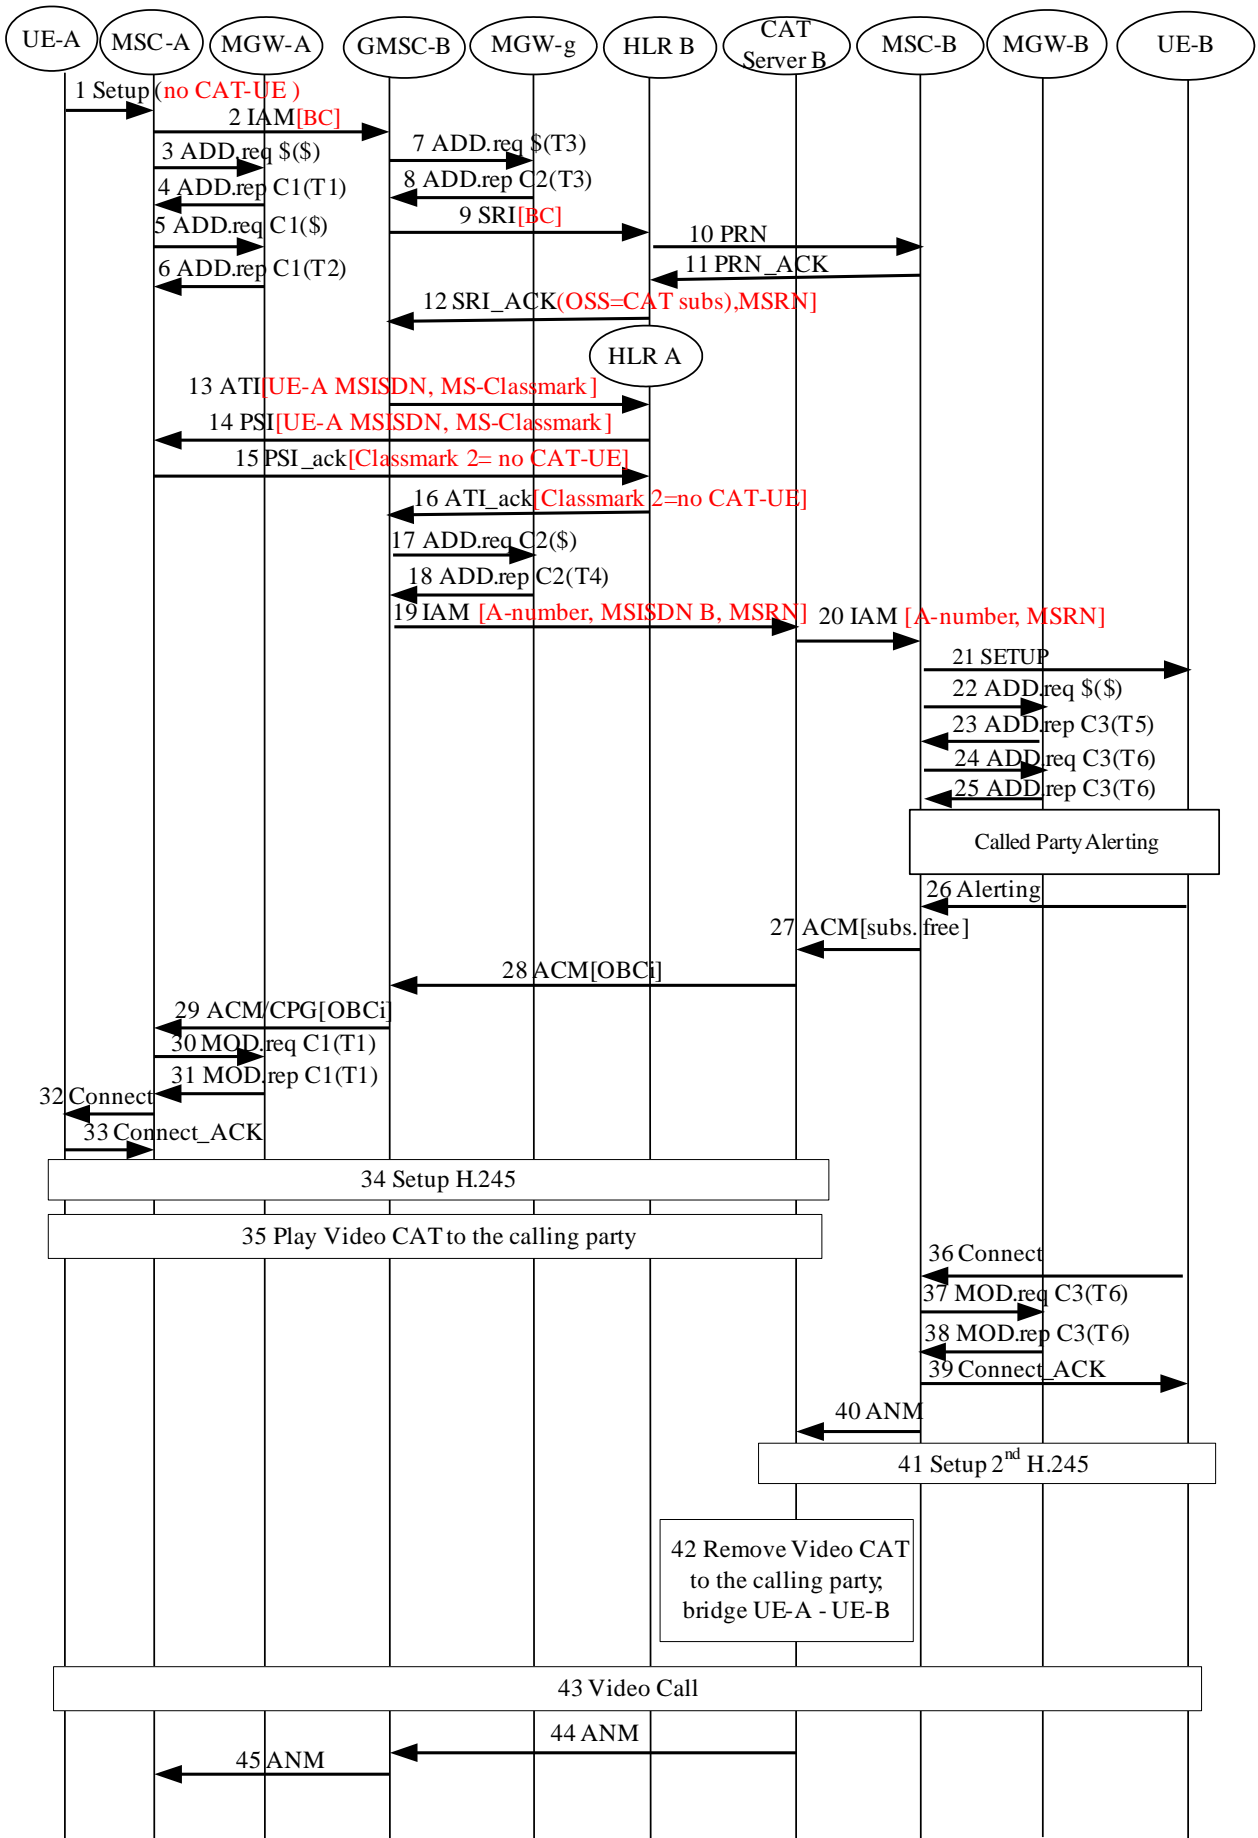 UE-A
MSC-A
MGW-A
GMSC-B
MGW-g
HLR B
CAT
Server B
MSC-B
MGW-B
UE-B
1 Setup (no CAT-UE )
2 IAM[BC]
3 ADD.req $($)
7 ADD.req $(T3)
4 ADD.rep C1(T1)
8 ADD.rep C2(T3)
5 ADD.req C1($)
9 SRI[BC]
10 PRN
6 ADD.rep C1(T2)
11 PRN_ACK
12 SRI_ACK(OSS=CAT subs),MSRN]
HLR A
13 ATI[UE-A MSISDN, MS-Classmark]
14 PSI[UE-A MSISDN, MS-Classmark]
15 PSI_ack[Classmark 2= no CAT-UE]
16 ATI_ack[Classmark 2=no CAT-UE]
17 ADD.req C2($)
18 ADD.rep C2(T4)
19 IAM [A-number, MSISDN B, MSRN]
20 IAM [A-number, MSRN]
21 SETUP
22 ADD.req $($)
23 ADD.rep C3(T5)
24 ADD.req C3(T6)
25 ADD.rep C3(T6)
Called Party Alerting
26 Alerting
27 ACM[subs. free]
28 ACM[OBCi]
29 ACM/CPG[OBCi]
30 MOD.req C1(T1)
31 MOD.rep C1(T1)
32 Connect
33 Connect_ACK
34 Setup H.245
35 Play Video CAT to the calling party
36 Connect
37 MOD.req C3(T6)
38 MOD.rep C3(T6)
39 Connect_ACK
40 ANM
41 Setup 2nd H.245
42 Remove Video CAT
to the calling party;
bridge UE-A - UE-B
43 Video Call
44 ANM
45 ANM